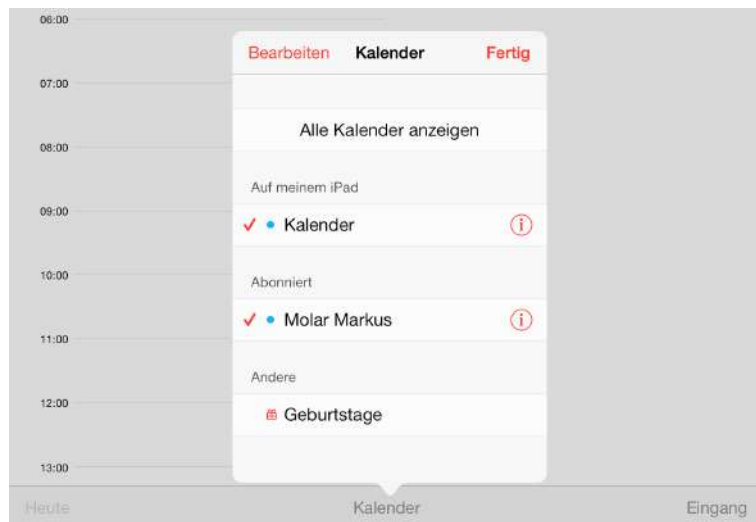 06:00
Bearbeiten Kalender Fertig
07:00
Alle Kalender anzeigen
08:00
Auf meinem iPad
09:00
Kalender
10:00
Abonniert
Molar Markus
11:00
Andere
12:00
Geburtstage
13:00
Heute Kalender Eingang